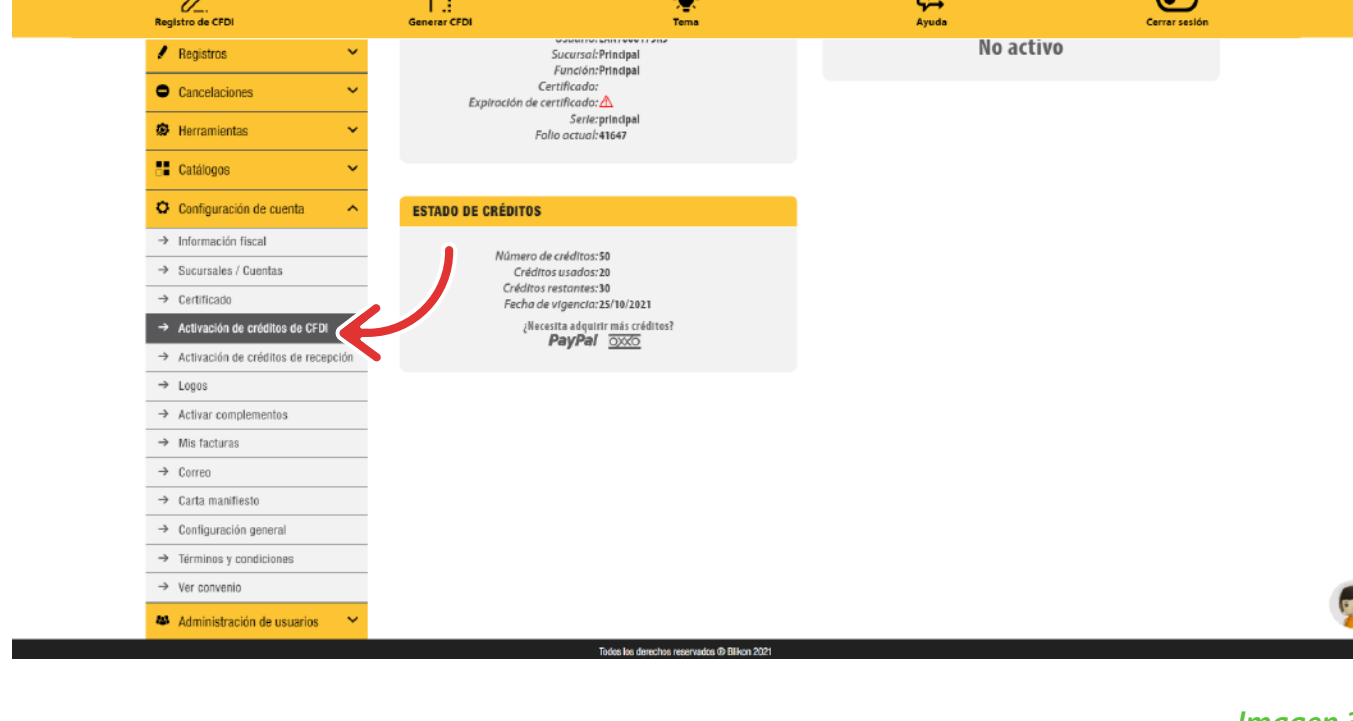 Registro de CFDI
Generar CFDI
Tema
Ayuda
Cerrar sesión
Registros
Cancelaciones
Herramientas
Catálogos
Configuración de cuenta
Información fiscal
Sucursales / Cuentas
Certificado
Activación de créditos de CFDI
Activación de créditos de recepción
Logos
Activar complementos
Mis facturas
Correo
Carta manifiesto
Configuración general
Términos y condiciones
Ver convenio
Administración de usuarios
Sucursal:Principal
Función:Principal
Certificado:
Expiración de certificado:
Serie:principal
Folio actual:41647
ESTADO DE CRÉDITOS
Número de créditos:50
Créditos usados:20
Créditos restantes:30
Fecha de vigencia:25/10/2021
¿Necesita adquirir más créditos?
PayPal OXXO
No activo
Todos los derechos reservados © Blikon 2021